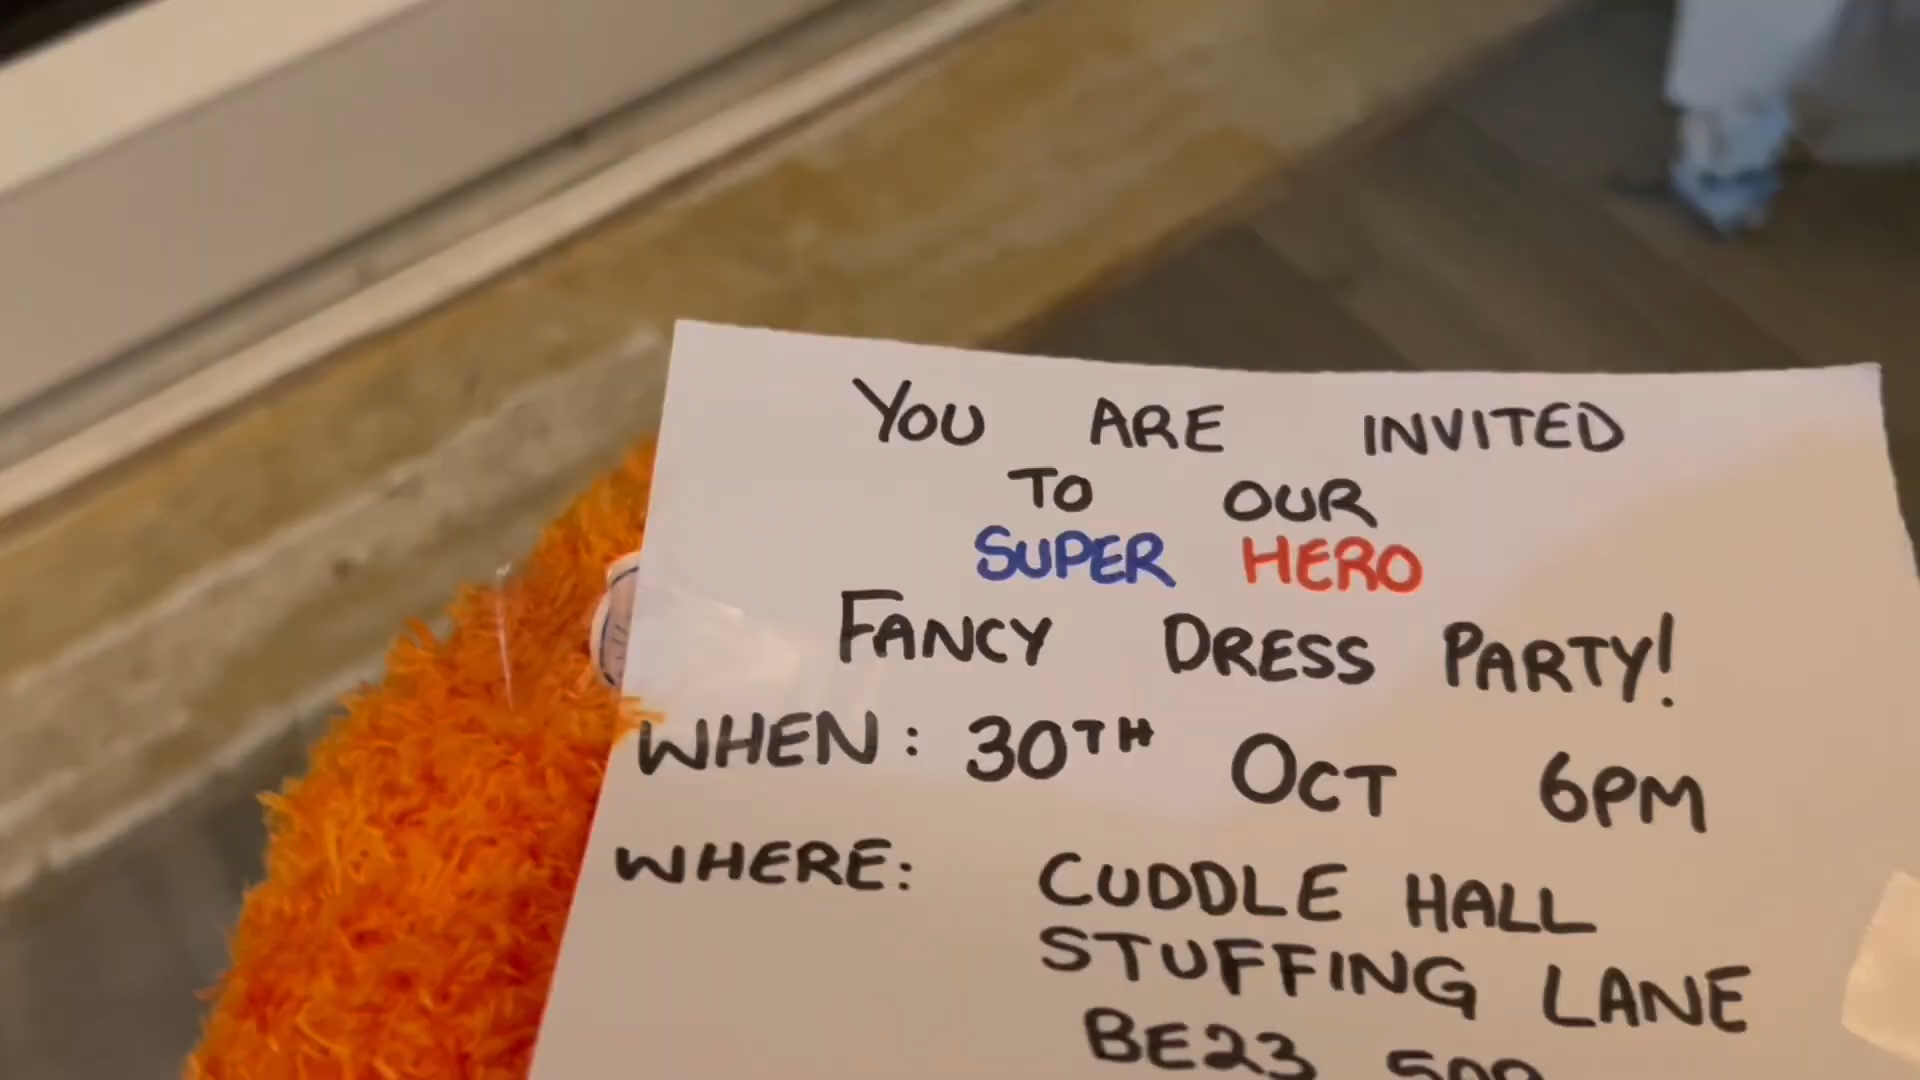 YOU ARE INVITED
TO OUR
SUPER HERO
FANCY DRESS PARTY!
WHEN: 30TH OCT 6PM
WHERE: CUDDLE HALL
STUFFING LANE
BE23